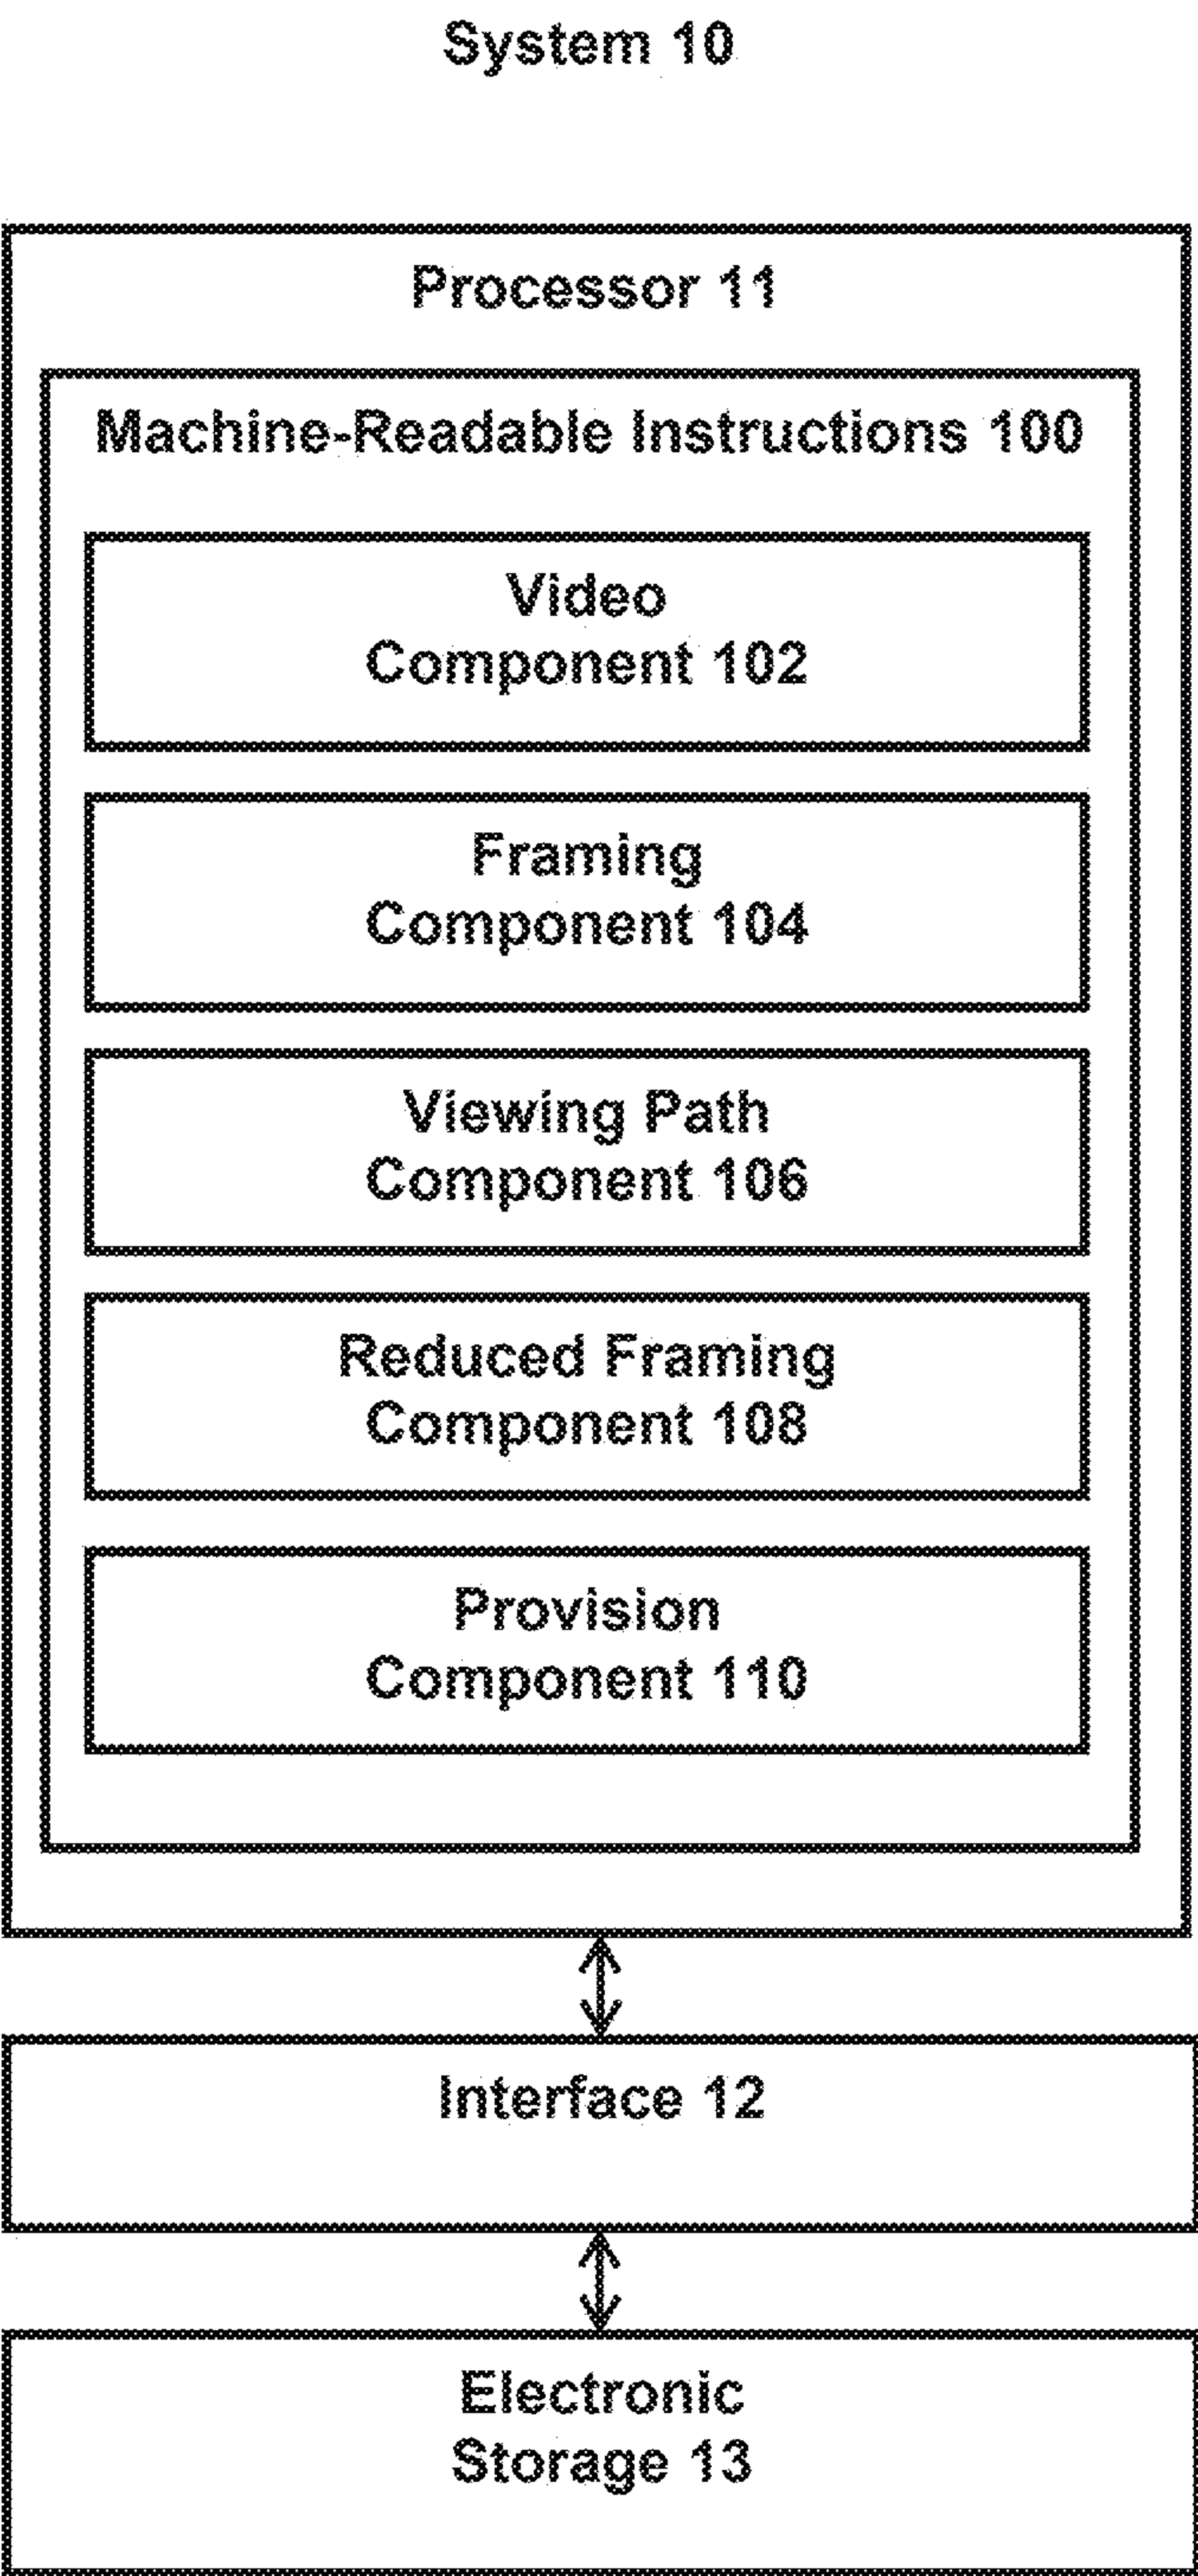 System 10
Processor 11
Machine-Readable Instructions 100
Video
Component 102
Framing
Component 104
Viewing Path
Component 106
Reduced Framing
Component 108
Provision
Component 110
Interface 12
Electronic
Storage 13